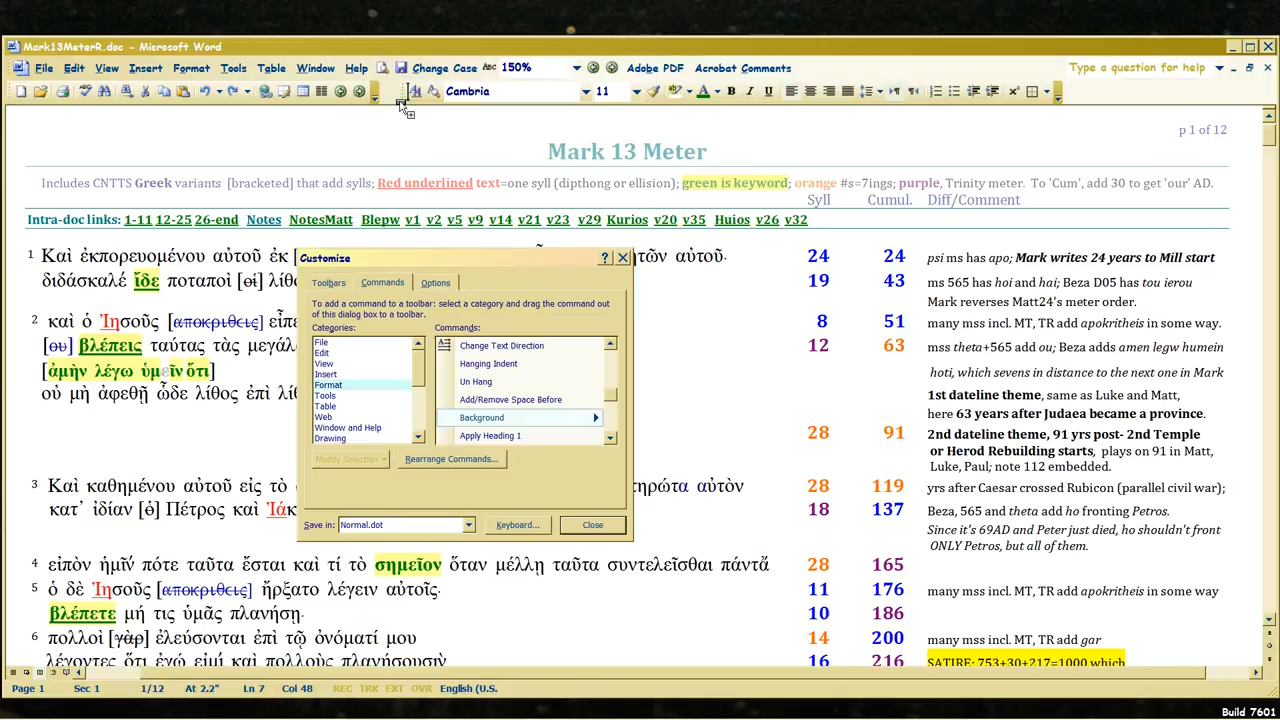 Mark13MeterR.doc - Microsoft Word
File Edit View Insert Format Tools Table Window Help Change Case ABC 150% Adobe PDF Acrobat Comments Type a question for help
Cambria 11
p 1 of 12
Mark 13 Meter
Includes CNTTS Greek variants [bracketed] that add sylls; Red underlined text=one syll (dipthong or ellision); green is keyword; orange #s=7ings; purple, Trinity meter. To 'Cum', add 30 to get 'our' AD.
Syll Cumul. Diff/Comment
Intra-doc links: 1-11 12-25 26-end Notes NotesMatt Blepw v1 v2 v5 v9 v14 v21 v23 v29 Kurios v20 v35 Huios v26 v32
1 Καὶ ἐκπορευομένου αὐτοῦ ἐκ [ ῶν αὐτοῦ. 24 24 psi ms has apo; Mark writes 24 years to Mill start
διδάσκαλέ ἴδε ποταποὶ [οἱ] λίθο 19 43 ms 565 has hoi and hai; Beza D05 has tou ierou
Mark reverses Matt24's meter order.
2 καὶ ὁ Ἰησοῦς [αποκριθεις] εἶπε 8 51 many mss incl. MT, TR add apokritheis in some way.
[ου] βλέπεις ταύτας τὰς μεγάλ 12 63 mss theta+565 add ou; Beza adds amen legw humein
[ἀμὴν λέγω ὑμεῖν ὅτι] hoti, which sevens in distance to the next one in Mark
οὐ μὴ ἀφεθῇ ὧδε λίθος ἐπὶ λίθ 1st dateline theme, same as Luke and Matt,
here 63 years after Judaea became a province.
28 91 2nd dateline theme, 91 yrs post- 2nd Temple
or Herod Rebuilding starts, plays on 91 in Matt,
Luke, Paul; note 112 embedded.
3 Καὶ καθημένου αὐτοῦ εἰς τὸ τηρώτα αὐτὸν 28 119 yrs after Caesar crossed Rubicon (parallel civil war);
κατ᾽ ἰδίαν [ὁ] Πέτρος καὶ Ἰά 18 137 Beza, 565 and theta add ho fronting Petros.
Since it's 69AD and Peter just died, ho shouldn't front
ONLY Petros, but all of them.
4 εἰπὸν ἡμῖν πότε ταῦτα ἔσται καὶ τί τὸ σημεῖον ὅταν μέλλῃ ταῦτα συντελεῖσθαι πάντα 28 165
5 ὁ δὲ Ἰησοῦς [αποκριθεις] ἤρξατο λέγειν αὐτοῖς. 11 176 many mss incl. MT, TR add apokritheis in some way
βλέπετε μή τις ὑμᾶς πλανήσῃ. 10 186
6 πολλοὶ [γὰρ] ἐλεύσονται ἐπὶ τῷ ὀνόματί μου 14 200 many mss incl. MT, TR add gar
λέγοντες ὅτι ἐγώ εἰμί καὶ πολλοὺς πλανήσουσιν 16 216 SATIRE: 753+30+217=1000 which
Customize
Toolbars Commands Options
To add a command to a toolbar: select a category and drag the command out
of this dialog box to a toolbar.
Categories: Commands:
File
Edit
View
Insert
Format
Tools
Table
Web
Window and Help
Drawing
Change Text Direction
Hanging Indent
Un Hang
Add/Remove Space Before
Background
Apply Heading 1
Modify Selection Rearrange Commands...
Save in: Normal.dot Keyboard... Close
Page 1 Sec 1 1/12 At 2.2" Ln 7 Col 48 REC TRK EXT OVR English (U.S.
Build 7601